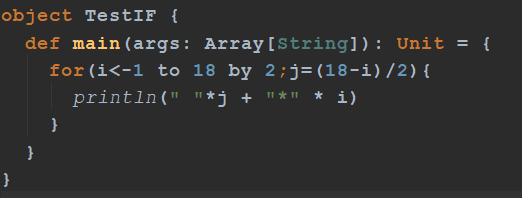 object TestIF {
  def main(args: Array[String]): Unit = {
    for(i<-1 to 18 by 2;j=(18-i)/2){
      println(" "*j + "*" * i)
    }
  }
}